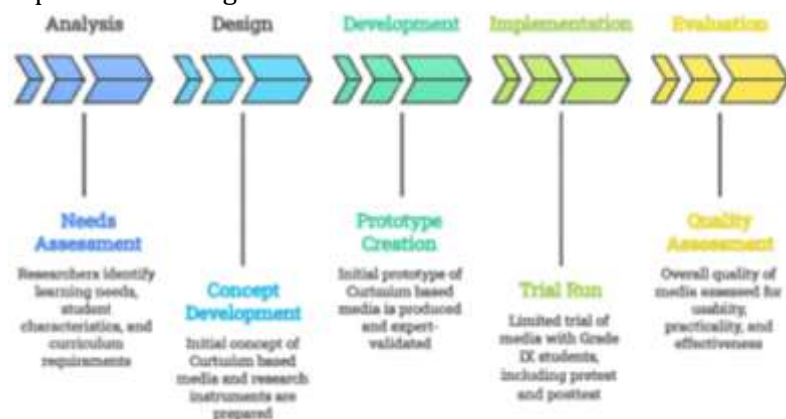 Analysis
Design
Development
Implementation
Evaluation
Needs
Assessment
Researchers identify
learning needs,
student
characteristics, and
curriculum
requirements
Concept
Development
Initial concept of
based
media and research
instruments are
prepared
Prototype
Creation
Initial prototype of
based
media is produced
and expert-
validated
Trial Run
Limited trial of
media with Grade
IX students,
including pretest
and posttest
Quality
Assessment
Overall quality of
media assessed for
usability,
practicality, and
effectiveness